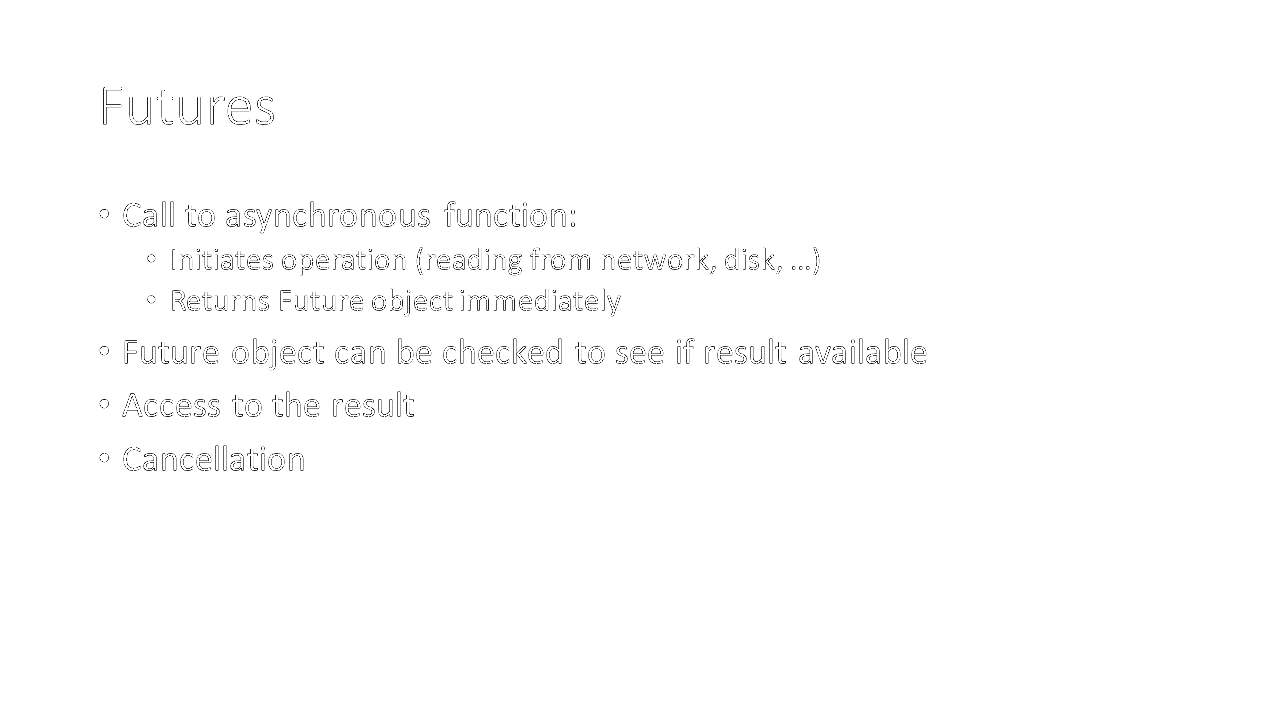 Futures
• Call to asynchronous function:
• Initiates operation (reading from network, disk, ...)
• Returns Future object immediately
• Future object can be checked to see if result available
• Access to the result
• Cancellation